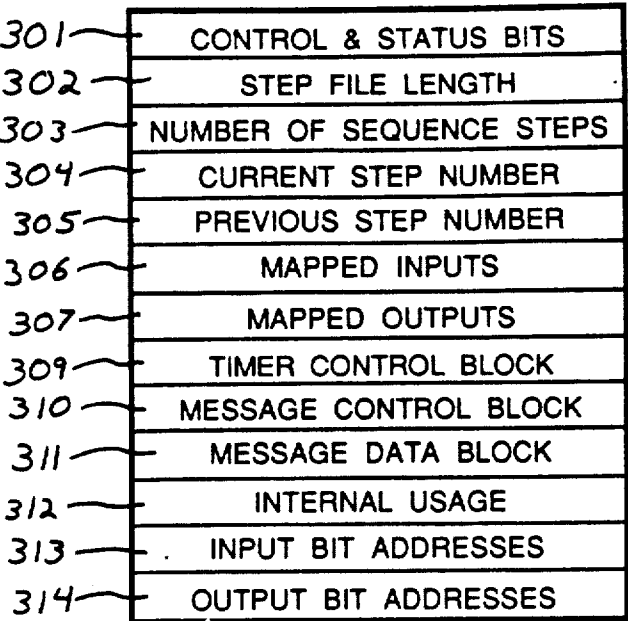 301 CONTROL & STATUS BITS
302 STEP FILE LENGTH
303 NUMBER OF SEQUENCE STEPS
304 CURRENT STEP NUMBER
305 PREVIOUS STEP NUMBER
306 MAPPED INPUTS
307 MAPPED OUTPUTS
309 TIMER CONTROL BLOCK
310 MESSAGE CONTROL BLOCK
311 MESSAGE DATA BLOCK
312 INTERNAL USAGE
313 INPUT BIT ADDRESSES
314 OUTPUT BIT ADDRESSES